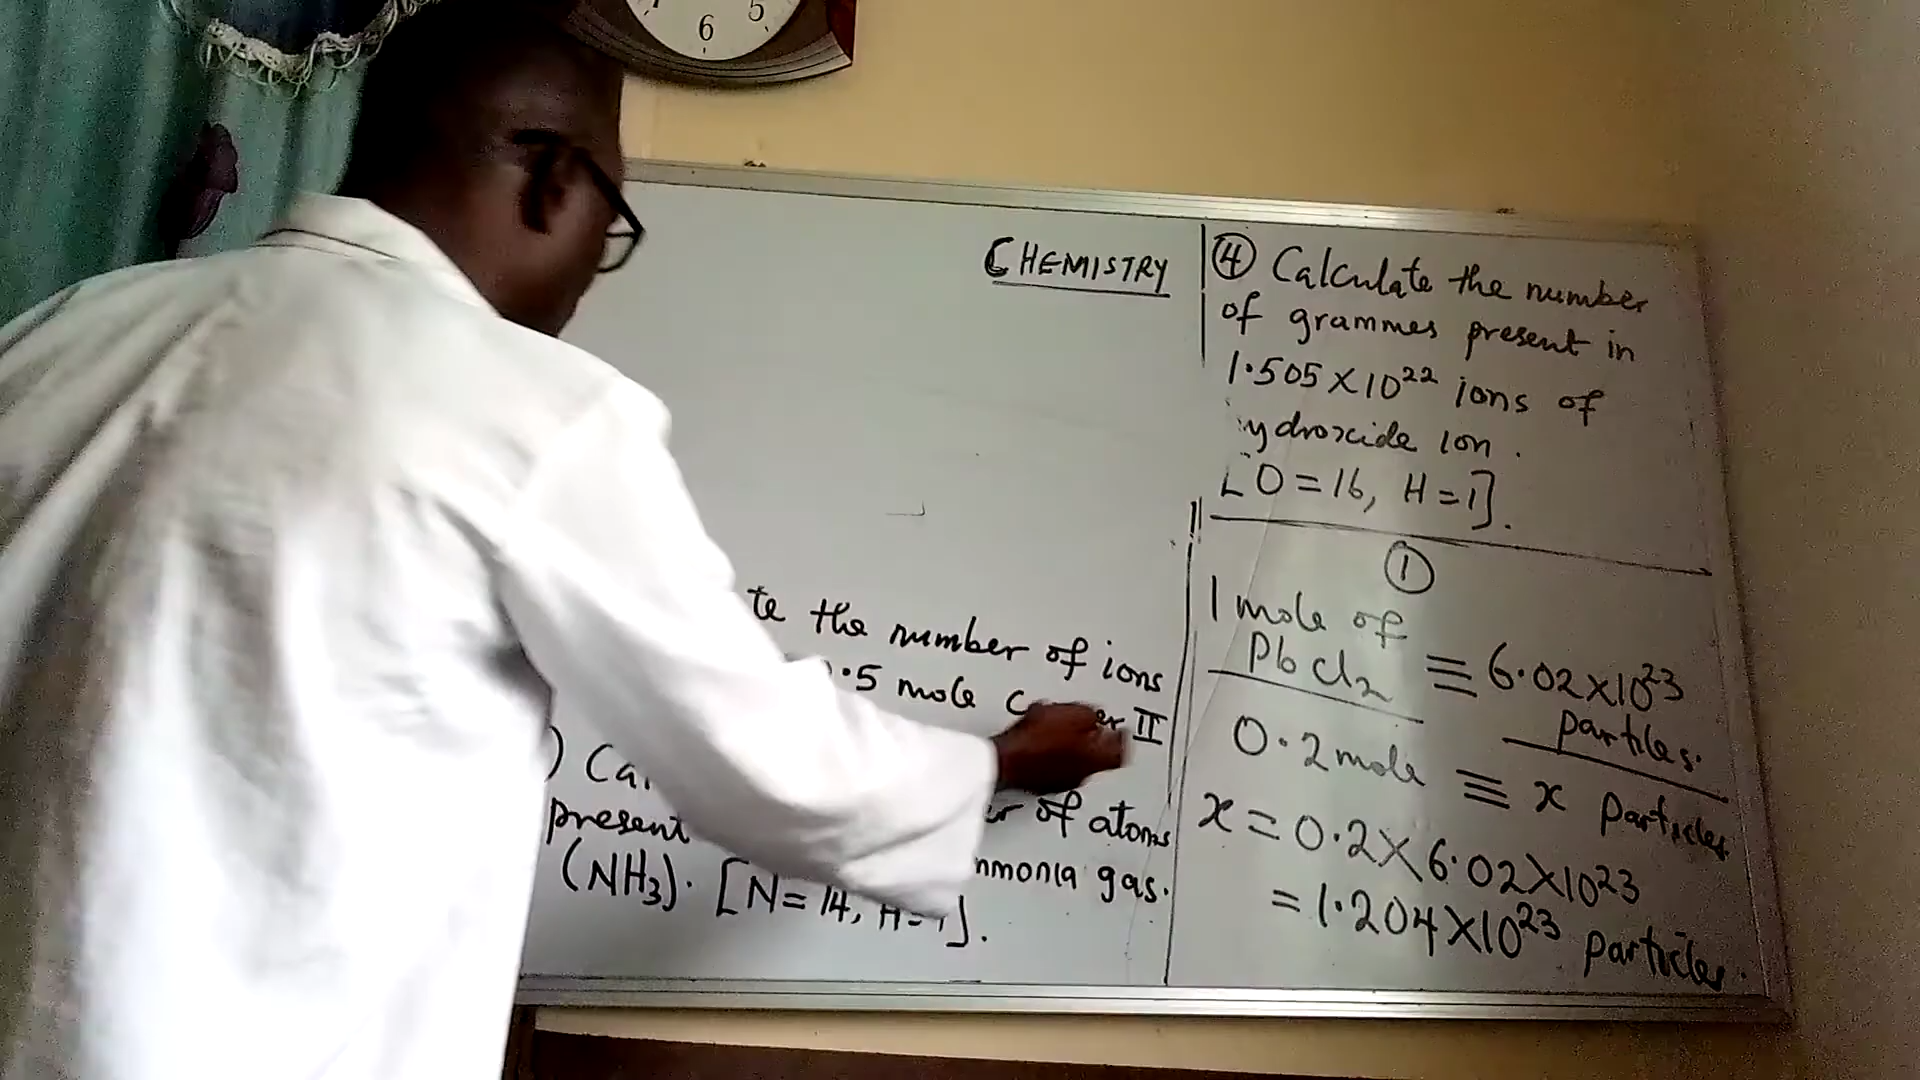 5
6
CHEMISTRY
te the number of ions
.5 mole II
) Ca
present of atoms
gas.
(NH3). [N = 14, H = 1].
④ Calculate the number
of grammes present in
1.505 X 10²² ions of
ydroxide ion.
[O = 16, H = 1].
①
1 mole of
PbCl₂ ≡ 6.02 X 10²³
particles.
0.2 mole ≡ x particles
x = 0.2 X 6.02 X 10²³
= 1.204 X 10²³ particles.